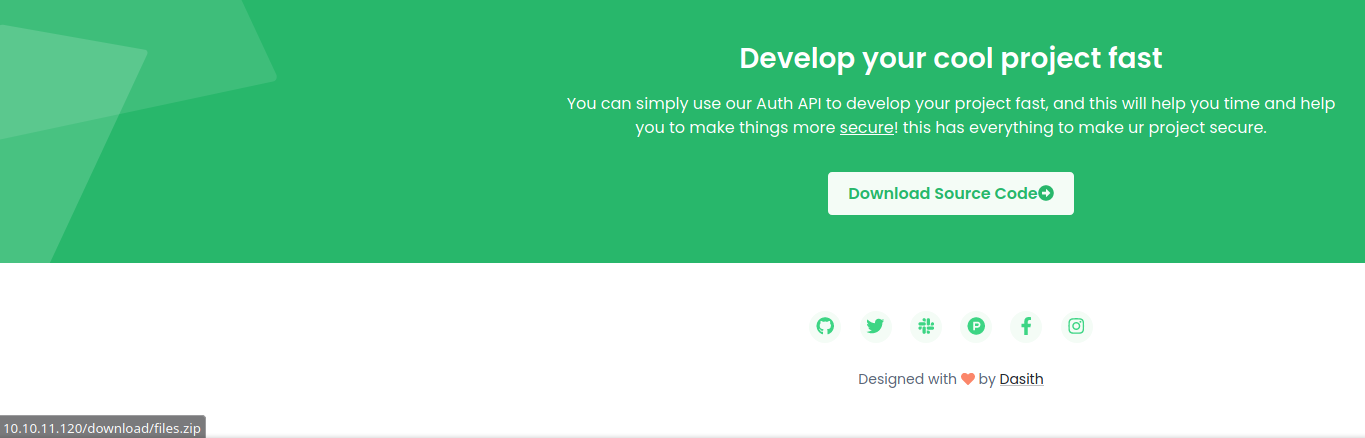 Develop your cool project fast
You can simply use our Auth API to develop your project fast, and this will help you time and help
you to make things more secure! this has everything to make ur project secure.
Download Source Code
Designed with by Dasith
10.10.11.120/download/files.zip